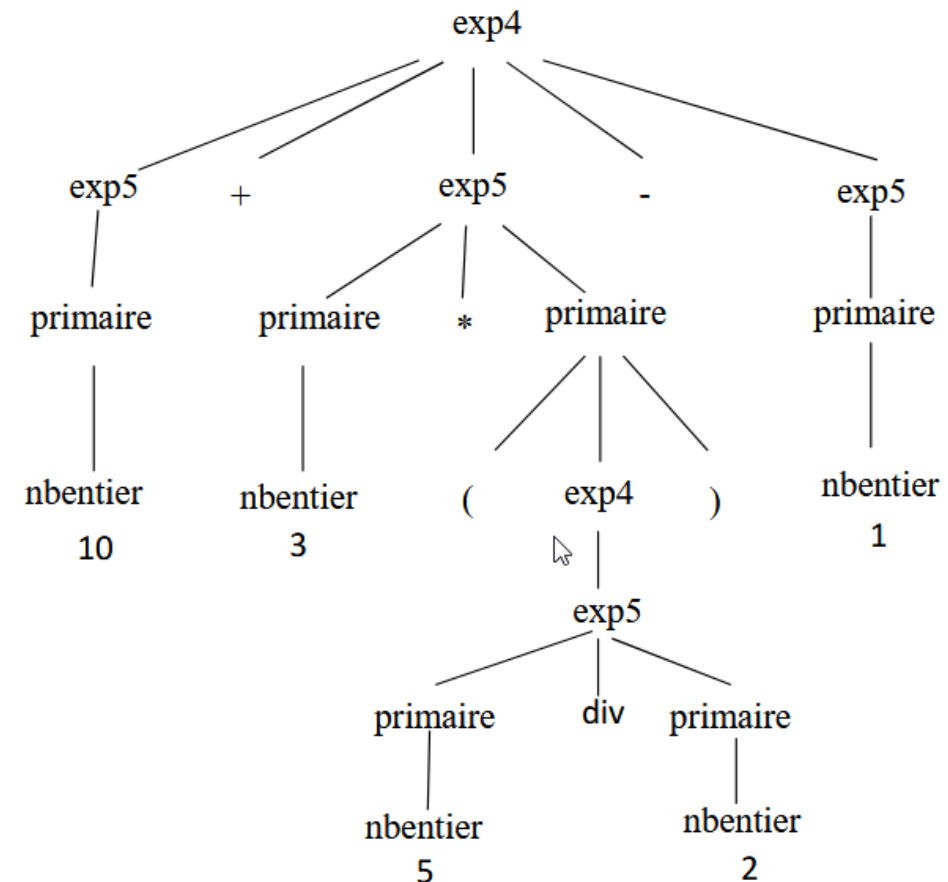 exp4
exp5 + exp5 - exp5
primaire primaire * primaire primaire
nbentier nbentier ( exp4 ) nbentier
10 3 1
exp5
primaire div primaire
nbentier nbentier
5 2